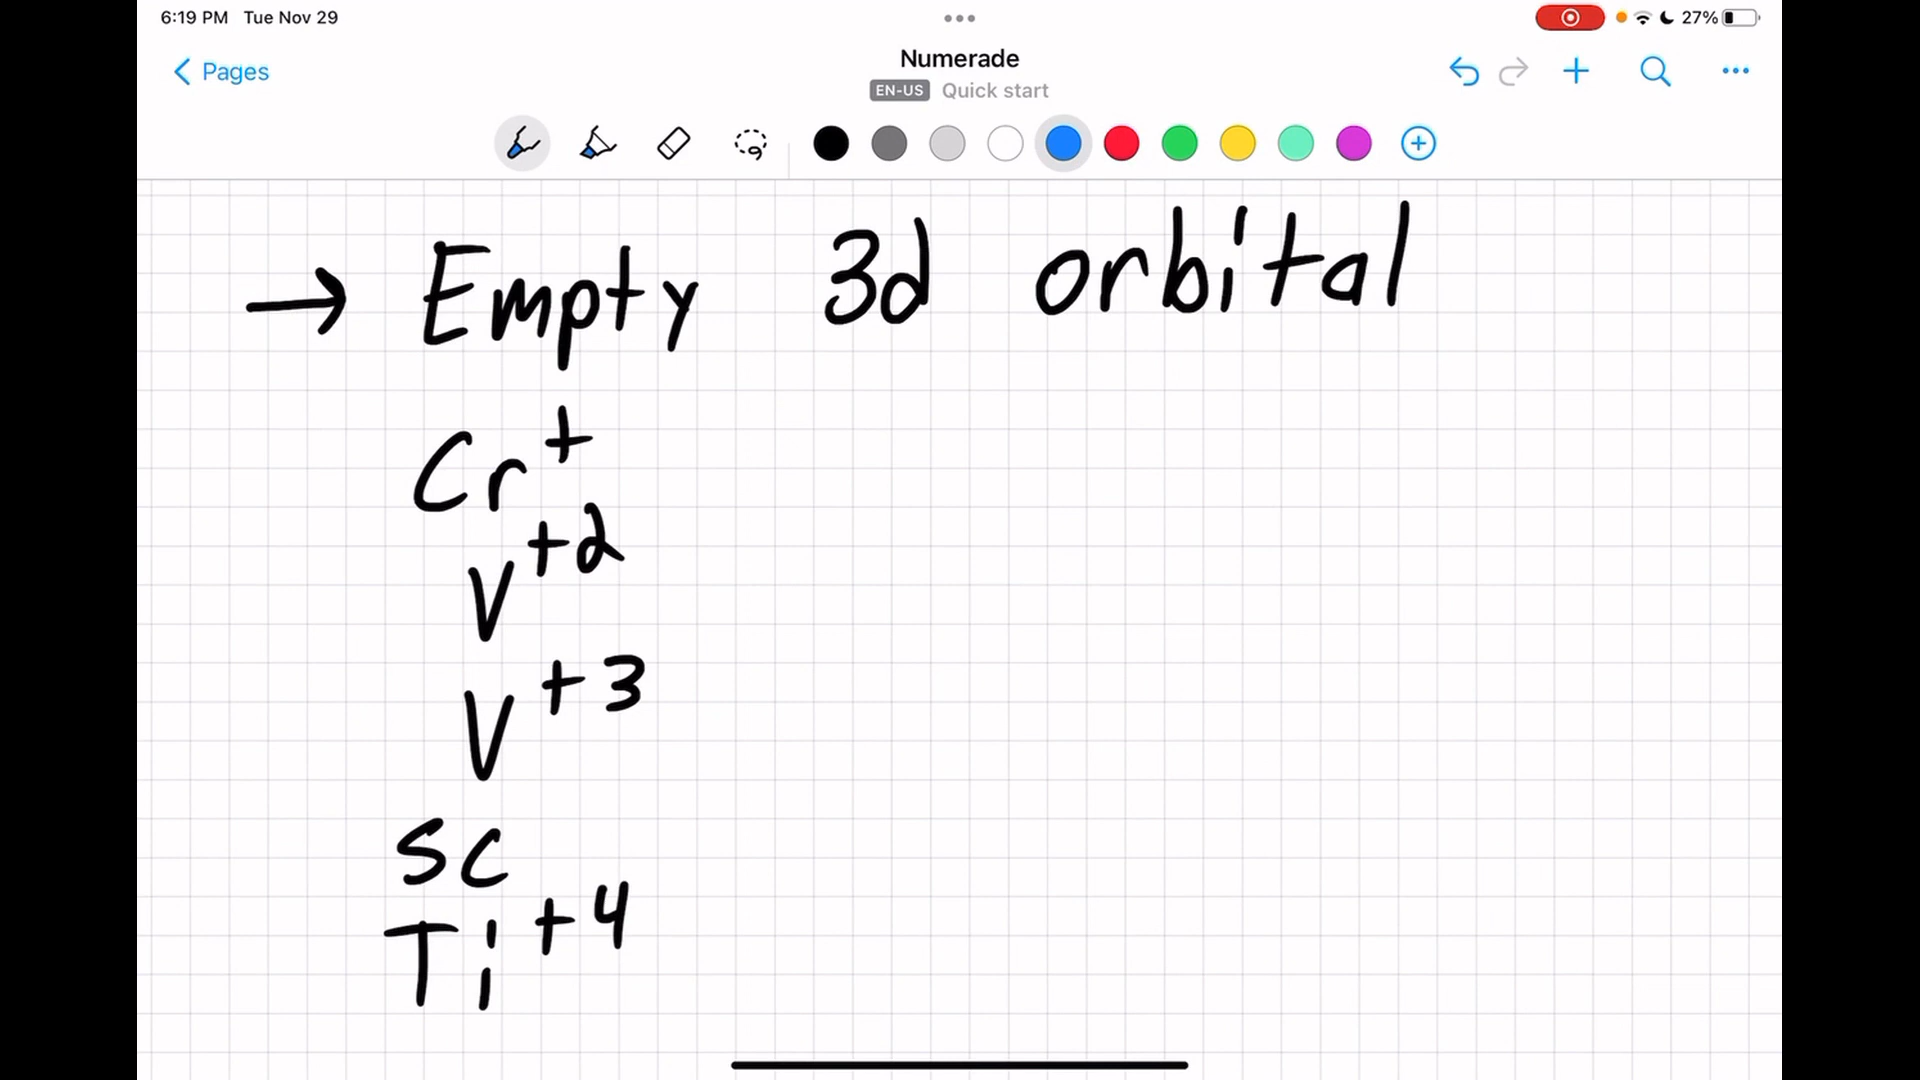 6:19 PM Tue Nov 29
27%
Pages
Numerade
EN-US Quick start
→ Empty 3d orbital
Cr⁺
V⁺²
V⁺³
Sc
Ti⁺⁴